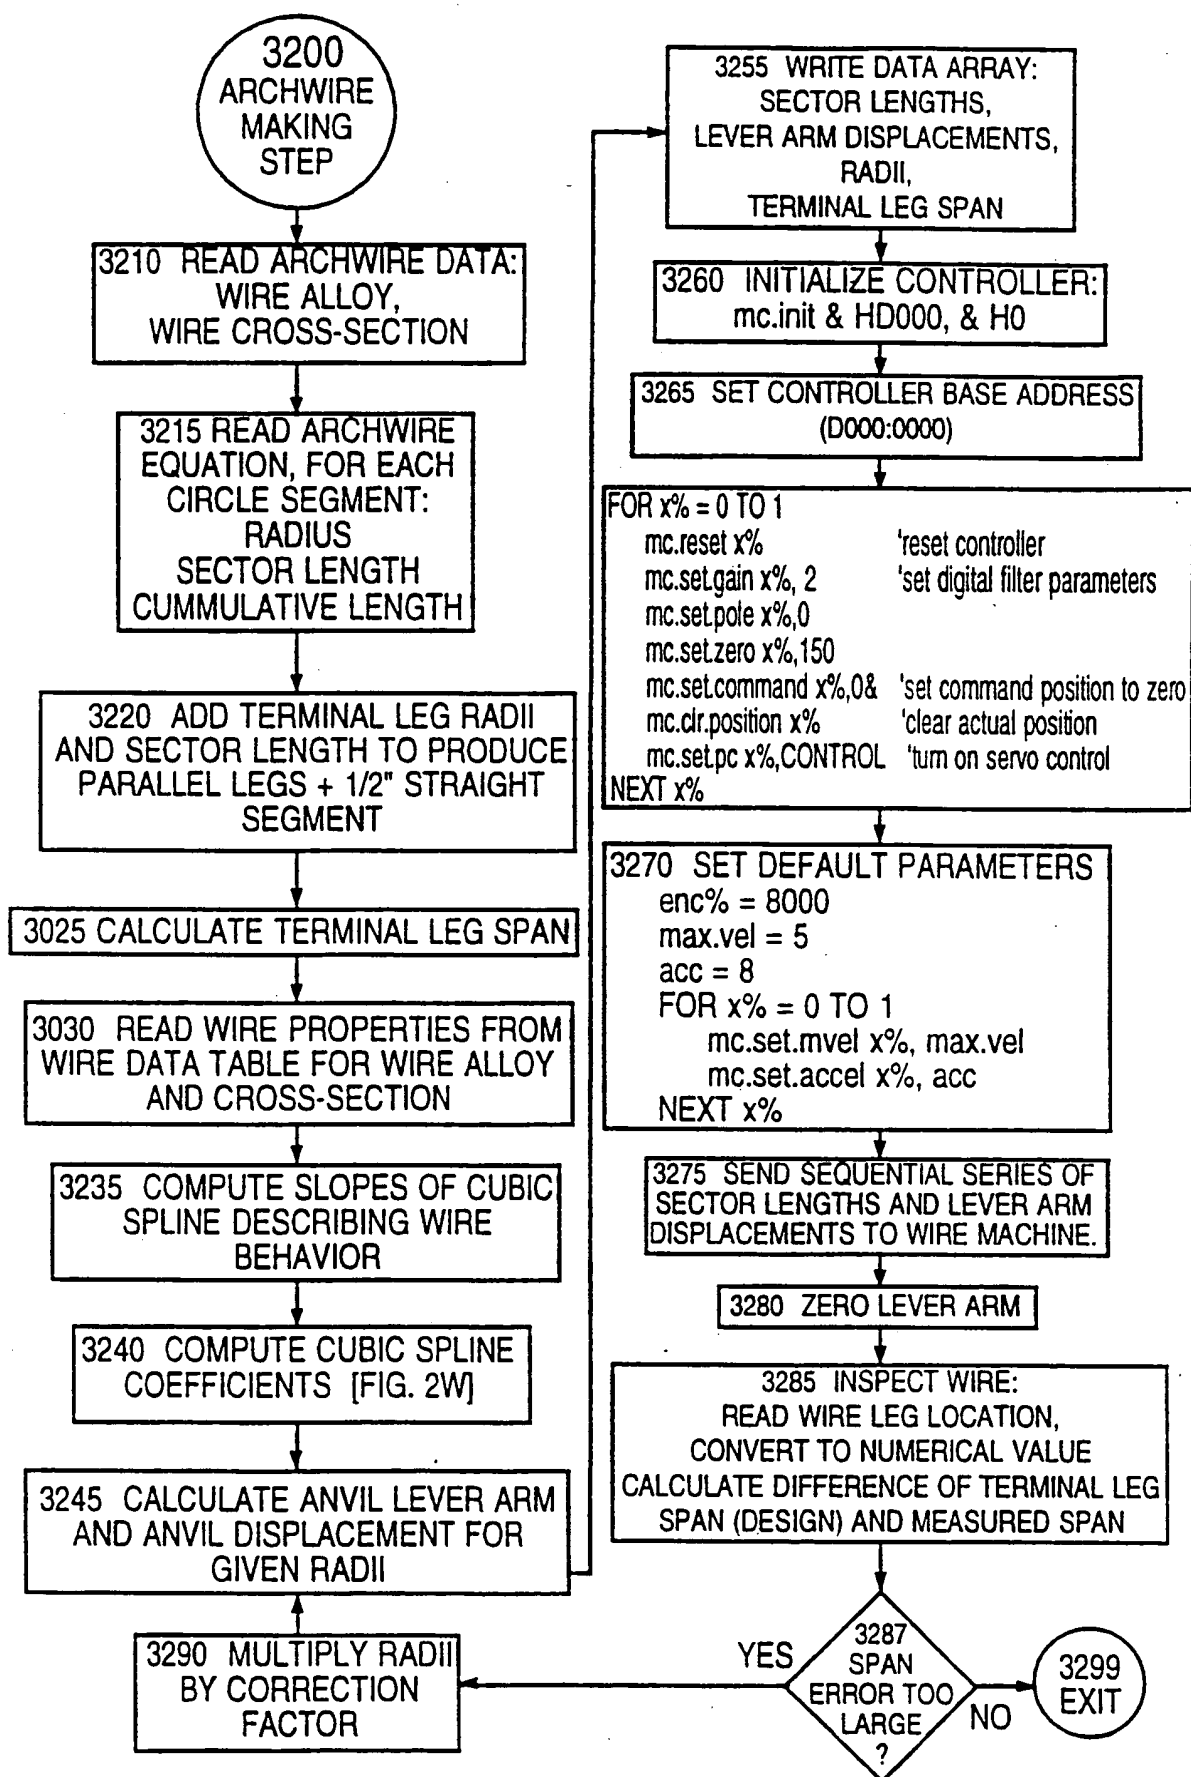 3200
ARCHWIRE
MAKING
STEP
3210 READ ARCHWIRE DATA:
WIRE ALLOY,
WIRE CROSS-SECTION
3215 READ ARCHWIRE
EQUATION, FOR EACH
CIRCLE SEGMENT:
RADIUS
SECTOR LENGTH
CUMMULATIVE LENGTH
3220 ADD TERMINAL LEG RADII
AND SECTOR LENGTH TO PRODUCE
PARALLEL LEGS + 1/2" STRAIGHT
SEGMENT
3025 CALCULATE TERMINAL LEG SPAN
3030 READ WIRE PROPERTIES FROM
WIRE DATA TABLE FOR WIRE ALLOY
AND CROSS-SECTION
3235 COMPUTE SLOPES OF CUBIC
SPLINE DESCRIBING WIRE
BEHAVIOR
3240 COMPUTE CUBIC SPLINE
COEFFICIENTS [FIG. 2W]
3245 CALCULATE ANVIL LEVER ARM
AND ANVIL DISPLACEMENT FOR
GIVEN RADII
3290 MULTIPLY RADII
BY CORRECTION
FACTOR
3255 WRITE DATA ARRAY:
SECTOR LENGTHS,
LEVER ARM DISPLACEMENTS,
RADII,
TERMINAL LEG SPAN
3260 INITIALIZE CONTROLLER:
mc.init & HD000, & H0
3265 SET CONTROLLER BASE ADDRESS
(D000:0000)
FOR x% = 0 TO 1
mc.reset x% 'reset controller
mc.set.gain x%, 2 'set digital filter parameters
mc.set.pole x%,0
mc.set.zero x%,150
mc.set.command x%,0& 'set command position to zero
mc.clr.position x% 'clear actual position
mc.set.pc x%,CONTROL 'turn on servo control
NEXT x%
3270 SET DEFAULT PARAMETERS
enc% = 8000
max.vel = 5
acc = 8
FOR x% = 0 TO 1
mc.set.mvel x%, max.vel
mc.set.accel x%, acc
NEXT x%
3275 SEND SEQUENTIAL SERIES OF
SECTOR LENGTHS AND LEVER ARM
DISPLACEMENTS TO WIRE MACHINE.
3280 ZERO LEVER ARM
3285 INSPECT WIRE:
READ WIRE LEG LOCATION,
CONVERT TO NUMERICAL VALUE
CALCULATE DIFFERENCE OF TERMINAL LEG
SPAN (DESIGN) AND MEASURED SPAN
3287
SPAN
ERROR TOO
LARGE
?
YES
NO
3299
EXIT